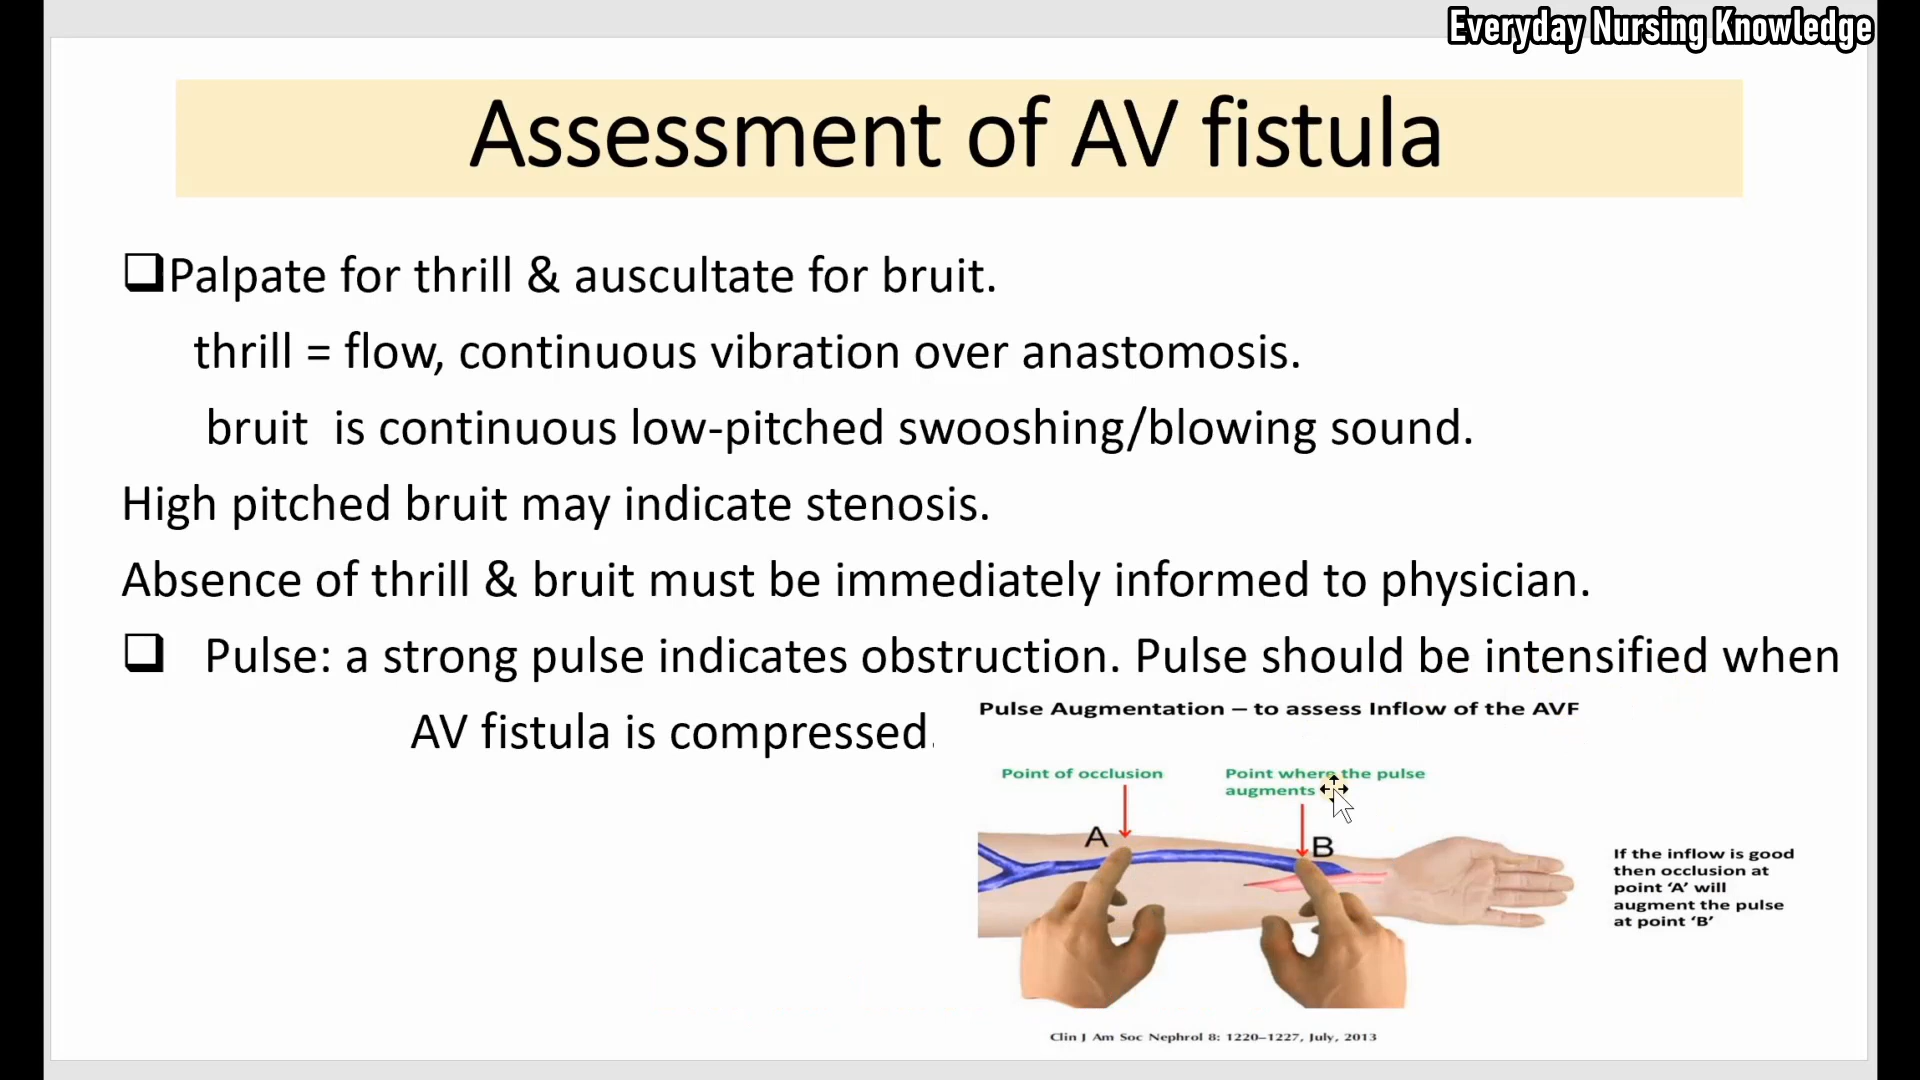 Everyday Nursing Knowledge
Assessment of AV fistula
❑Palpate for thrill & auscultate for bruit.
thrill = flow, continuous vibration over anastomosis.
bruit is continuous low-pitched swooshing/blowing sound.
High pitched bruit may indicate stenosis.
Absence of thrill & bruit must be immediately informed to physician.
❑ Pulse: a strong pulse indicates obstruction. Pulse should be intensified when
AV fistula is compressed.
Pulse Augmentation – to assess Inflow of the AVF
Point of occlusion
Point where the pulse
augments
A
B
If the inflow is good
then occlusion at
point ‘A’ will
augment the pulse
at point ‘B’
Clin J Am Soc Nephrol 8: 1220–1227, July, 2013